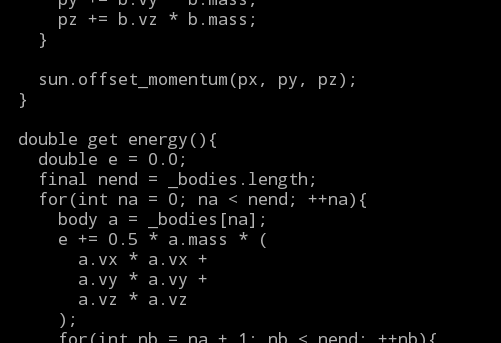 py += b.vy * b.mass;
pz += b.vz * b.mass;
}
sun.offset_momentum(px, py, pz);
}
double get energy(){
double e = 0.0;
final nend = _bodies.length;
for(int na = 0; na < nend; ++na){
body a = _bodies[na];
e += 0.5 * a.mass * (
a.vx * a.vx +
a.vy * a.vy +
a.vz * a.vz
);
for(int nb = na + 1; nb < nend; ++nb){